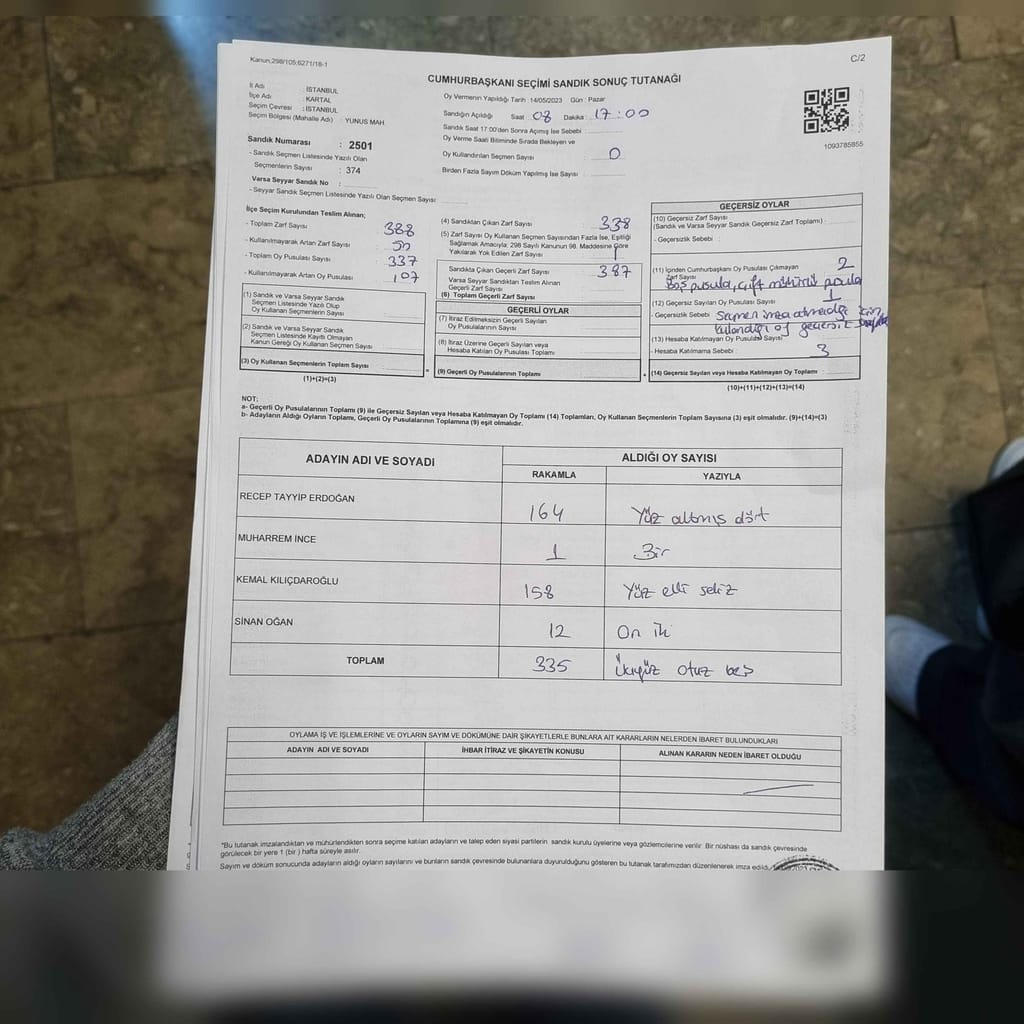 Kanun,298/105;6271/18-1
C/2
CUMHURBAŞKANI SEÇİMİ SANDIK SONUÇ TUTANAĞI
İl Adı : İSTANBUL
İlçe Adı : KARTAL
Seçim Çevresi : İSTANBUL
Seçim Bölgesi (Mahalle Adı) : YUNUS MAH.
Sandık Numarası : 2501
- Sandık Seçmen Listesinde Yazılı Olan
Seçmenlerin Sayısı : 374
Varsa Seyyar Sandık No :
- Seyyar Sandık Seçmen Listesinde Yazılı Olan Seçmen Sayısı
Oy Vermenin Yapıldığı Tarih : 14/05/2023 Gün : Pazar
Sandığın Açıldığı Saat 08 Dakika : 17:00
Sandık Saat 17:00'den Sonra Açımış İse Sebebi :
Oy Verme Saati Bitiminde Sırada Bekleyen ve
Oy Kullandırılan Seçmen Sayısı 0
Birden Fazla Sayım Döküm Yapılmış İse Sayısı :
1093785855
İlçe Seçim Kurulundan Teslim Alınan;
- Toplam Zarf Sayısı 388
- Kullanılmayarak Artan Zarf Sayısı 50
- Toplam Oy Pusulası Sayısı 337
- Kullanılmayarak Artan Oy Pusulası 107
(1) Sandık ve Varsa Seyyar Sandık
Seçmen Listesinde Yazılı Olup
Oy Kullanan Seçmenlerin Sayısı
(2) Sandık ve Varsa Seyyar Sandık
Seçmen Listesinde Kayıtlı Olmayan
Kanun Gereği Oy Kullanan Seçmen Sayısı
(3) Oy Kullanan Seçmenlerin Toplam Sayısı
(1)+(2)=(3)
(4) Sandıktan Çıkan Zarf Sayısı 338
(5) Zarf Sayısı Oy Kullanan Seçmen Sayısından Fazla İse, Eşitliği
Sağlamak Amacıyla; 298 Sayılı Kanunun 98. Maddesine Göre
Yakılarak Yok Edilen Zarf Sayısı 1
Sandıkta Çıkan Geçerli Zarf Sayısı 387
Varsa Seyyar Sandıktan Teslim Alınan
Geçerli Zarf Sayısı
(6) Toplam Geçerli Zarf Sayısı
=
GEÇERLİ OYLAR
(7) İtiraz Edilmeksizin Geçerli Sayılan
Oy Pusulalarının Sayısı
(8) İtiraz Üzerine Geçerli Sayılan veya
Hesaba Katılan Oy Pusulası Toplamı
(9) Geçerli Oy Pusulalarının Toplamı
+
GEÇERSİZ OYLAR
(10) Geçersiz Zarf Sayısı
(Sandık ve Varsa Seyyar Sandık Geçersiz Zarf Toplamı) :
- Geçersizlik Sebebi :
(11) İçinden Cumhurbaşkanı Oy Pusulası Çıkmayan
Zarf Sayısı 2
Boş pusula, çift mühürlü pusula
(12) Geçersiz Sayılan Oy Pusulası Sayısı 1
- Geçersizlik Sebebi : Seçmen imza atmadığı için
kulandığı oy geçersiz
(13) Hesaba Katılmayan Oy Pusulası Sayısı
- Hesaba Katılmama Sebebi : 3
(14) Geçersiz Sayılan veya Hesaba Katılmayan Oy Toplamı
(10)+(11)+(12)+(13)=(14)
NOT;
a- Geçerli Oy Pusulalarının Toplamı (9) ile Geçersiz Sayılan veya Hesaba Katılmayan Oy Toplamı (14) Toplamları, Oy Kullanan Seçmenlerin Toplam Sayısına (3) eşit olmalıdır. (9)+(14)=(3)
b- Adayların Aldığı Oyların Toplamı, Geçerli Oy Pusulalarının Toplamına (9) eşit olmalıdır.
ADAYIN ADI VE SOYADI
ALDIĞI OY SAYISI
RAKAMLA YAZIYLA
RECEP TAYYİP ERDOĞAN 164 Yüz altmış dört
MUHARREM İNCE 1 Bir
KEMAL KILIÇDAROĞLU 158 Yüz elli sekiz
SİNAN OĞAN 12 On iki
TOPLAM 335 Üçyüz otuz beş
OYLAMA İŞ VE İŞLEMLERİNE VE OYLARIN SAYIM VE DÖKÜMÜNE DAİR ŞİKAYETLERLE BUNLARA AİT KARARLARIN NELERDEN İBARET BULUNDUKLARI
ADAYIN ADI VE SOYADI İHBAR İTİRAZ VE ŞİKAYETİN KONUSU ALINAN KARARIN NEDEN İBARET OLDUĞU
*Bu tutanak imzalandıktan ve mühürlendikten sonra seçime katılan adayların ve talep eden siyasi partilerin sandık kurulu üyelerine veya gözlemcilerine verilir. Bir nüshası da sandık çevresinde
görülecek bir yere 1 (bir) hafta süreyle asılır.
Sayım ve döküm sonucunda adayların aldığı oyların sayılarını ve bunların sandık çevresinde bulunanlara duyurulduğunu gösteren bu tutanak tarafımızdan düzenlenerek imza edildi.